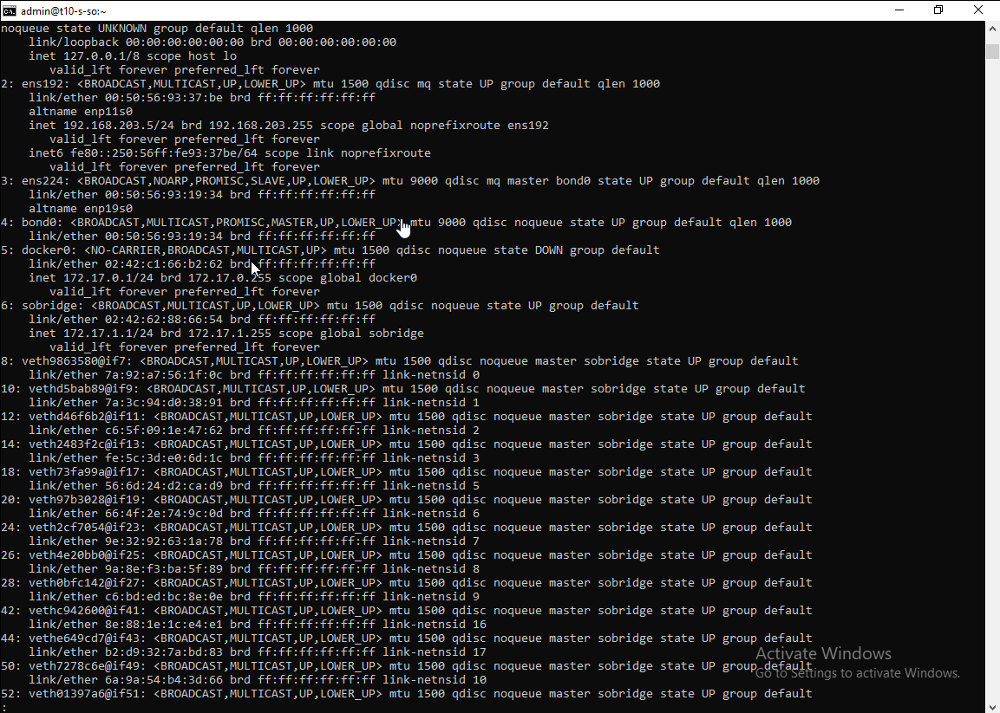 admin@t10-s-so:~
noqueue state UNKNOWN group default qlen 1000
    link/loopback 00:00:00:00:00:00 brd 00:00:00:00:00:00
    inet 127.0.0.1/8 scope host lo
       valid_lft forever preferred_lft forever
2: ens192: <BROADCAST,MULTICAST,UP,LOWER_UP> mtu 1500 qdisc mq state UP group default qlen 1000
    link/ether 00:50:56:93:37:be brd ff:ff:ff:ff:ff:ff
    altname enp11s0
    inet 192.168.203.5/24 brd 192.168.203.255 scope global noprefixroute ens192
       valid_lft forever preferred_lft forever
    inet6 fe80::250:56ff:fe93:37be/64 scope link noprefixroute
       valid_lft forever preferred_lft forever
3: ens224: <BROADCAST,NOARP,PROMISC,SLAVE,UP,LOWER_UP> mtu 9000 qdisc mq master bond0 state UP group default qlen 1000
    link/ether 00:50:56:93:19:34 brd ff:ff:ff:ff:ff:ff
    altname enp19s0
4: bond0: <BROADCAST,MULTICAST,PROMISC,MASTER,UP,LOWER_UP> mtu 9000 qdisc noqueue state UP group default qlen 1000
    link/ether 00:50:56:93:19:34 brd ff:ff:ff:ff:ff:ff
5: docker0: <NO-CARRIER,BROADCAST,MULTICAST,UP> mtu 1500 qdisc noqueue state DOWN group default
    link/ether 02:42:c1:66:b2:62 brd ff:ff:ff:ff:ff:ff
    inet 172.17.0.1/24 brd 172.17.0.255 scope global docker0
       valid_lft forever preferred_lft forever
6: sobridge: <BROADCAST,MULTICAST,UP,LOWER_UP> mtu 1500 qdisc noqueue state UP group default
    link/ether 02:42:62:88:66:54 brd ff:ff:ff:ff:ff:ff
    inet 172.17.1.1/24 brd 172.17.1.255 scope global sobridge
       valid_lft forever preferred_lft forever
8: veth9863580@if7: <BROADCAST,MULTICAST,UP,LOWER_UP> mtu 1500 qdisc noqueue master sobridge state UP group default
    link/ether 7a:92:a7:56:1f:0c brd ff:ff:ff:ff:ff:ff link-netnsid 0
10: vethd5bab89@if9: <BROADCAST,MULTICAST,UP,LOWER_UP> mtu 1500 qdisc noqueue master sobridge state UP group default
    link/ether 7a:3c:94:d0:38:91 brd ff:ff:ff:ff:ff:ff link-netnsid 1
12: vethd46f6b2@if11: <BROADCAST,MULTICAST,UP,LOWER_UP> mtu 1500 qdisc noqueue master sobridge state UP group default
    link/ether c6:5f:09:1e:47:62 brd ff:ff:ff:ff:ff:ff link-netnsid 2
14: veth2483f2c@if13: <BROADCAST,MULTICAST,UP,LOWER_UP> mtu 1500 qdisc noqueue master sobridge state UP group default
    link/ether fe:5c:3d:e0:6d:1c brd ff:ff:ff:ff:ff:ff link-netnsid 3
18: veth73fa99a@if17: <BROADCAST,MULTICAST,UP,LOWER_UP> mtu 1500 qdisc noqueue master sobridge state UP group default
    link/ether 56:6d:24:d2:ca:d9 brd ff:ff:ff:ff:ff:ff link-netnsid 5
20: veth97b3028@if19: <BROADCAST,MULTICAST,UP,LOWER_UP> mtu 1500 qdisc noqueue master sobridge state UP group default
    link/ether 66:4f:2e:74:9c:0d brd ff:ff:ff:ff:ff:ff link-netnsid 6
24: veth2cf7054@if23: <BROADCAST,MULTICAST,UP,LOWER_UP> mtu 1500 qdisc noqueue master sobridge state UP group default
    link/ether 9e:32:92:63:1a:78 brd ff:ff:ff:ff:ff:ff link-netnsid 7
26: veth4e20bb0@if25: <BROADCAST,MULTICAST,UP,LOWER_UP> mtu 1500 qdisc noqueue master sobridge state UP group default
    link/ether 9a:8e:f3:ba:5f:89 brd ff:ff:ff:ff:ff:ff link-netnsid 8
28: veth0bfc142@if27: <BROADCAST,MULTICAST,UP,LOWER_UP> mtu 1500 qdisc noqueue master sobridge state UP group default
    link/ether c6:bd:ed:bc:8e:0e brd ff:ff:ff:ff:ff:ff link-netnsid 9
42: vethc942600@if41: <BROADCAST,MULTICAST,UP,LOWER_UP> mtu 1500 qdisc noqueue master sobridge state UP group default
    link/ether 8e:88:1e:1c:e4:e1 brd ff:ff:ff:ff:ff:ff link-netnsid 16
44: vethe649cd7@if43: <BROADCAST,MULTICAST,UP,LOWER_UP> mtu 1500 qdisc noqueue master sobridge state UP group default
    link/ether b2:d9:32:7a:bd:83 brd ff:ff:ff:ff:ff:ff link-netnsid 17
50: veth7278c6e@if49: <BROADCAST,MULTICAST,UP,LOWER_UP> mtu 1500 qdisc noqueue master sobridge state UP group default
    link/ether 6a:9a:54:b4:3d:66 brd ff:ff:ff:ff:ff:ff link-netnsid 10
52: veth01397a6@if51: <BROADCAST,MULTICAST,UP,LOWER_UP> mtu 1500 qdisc noqueue master sobridge state UP group default
:
Activate Windows
Go to Settings to activate Windows.